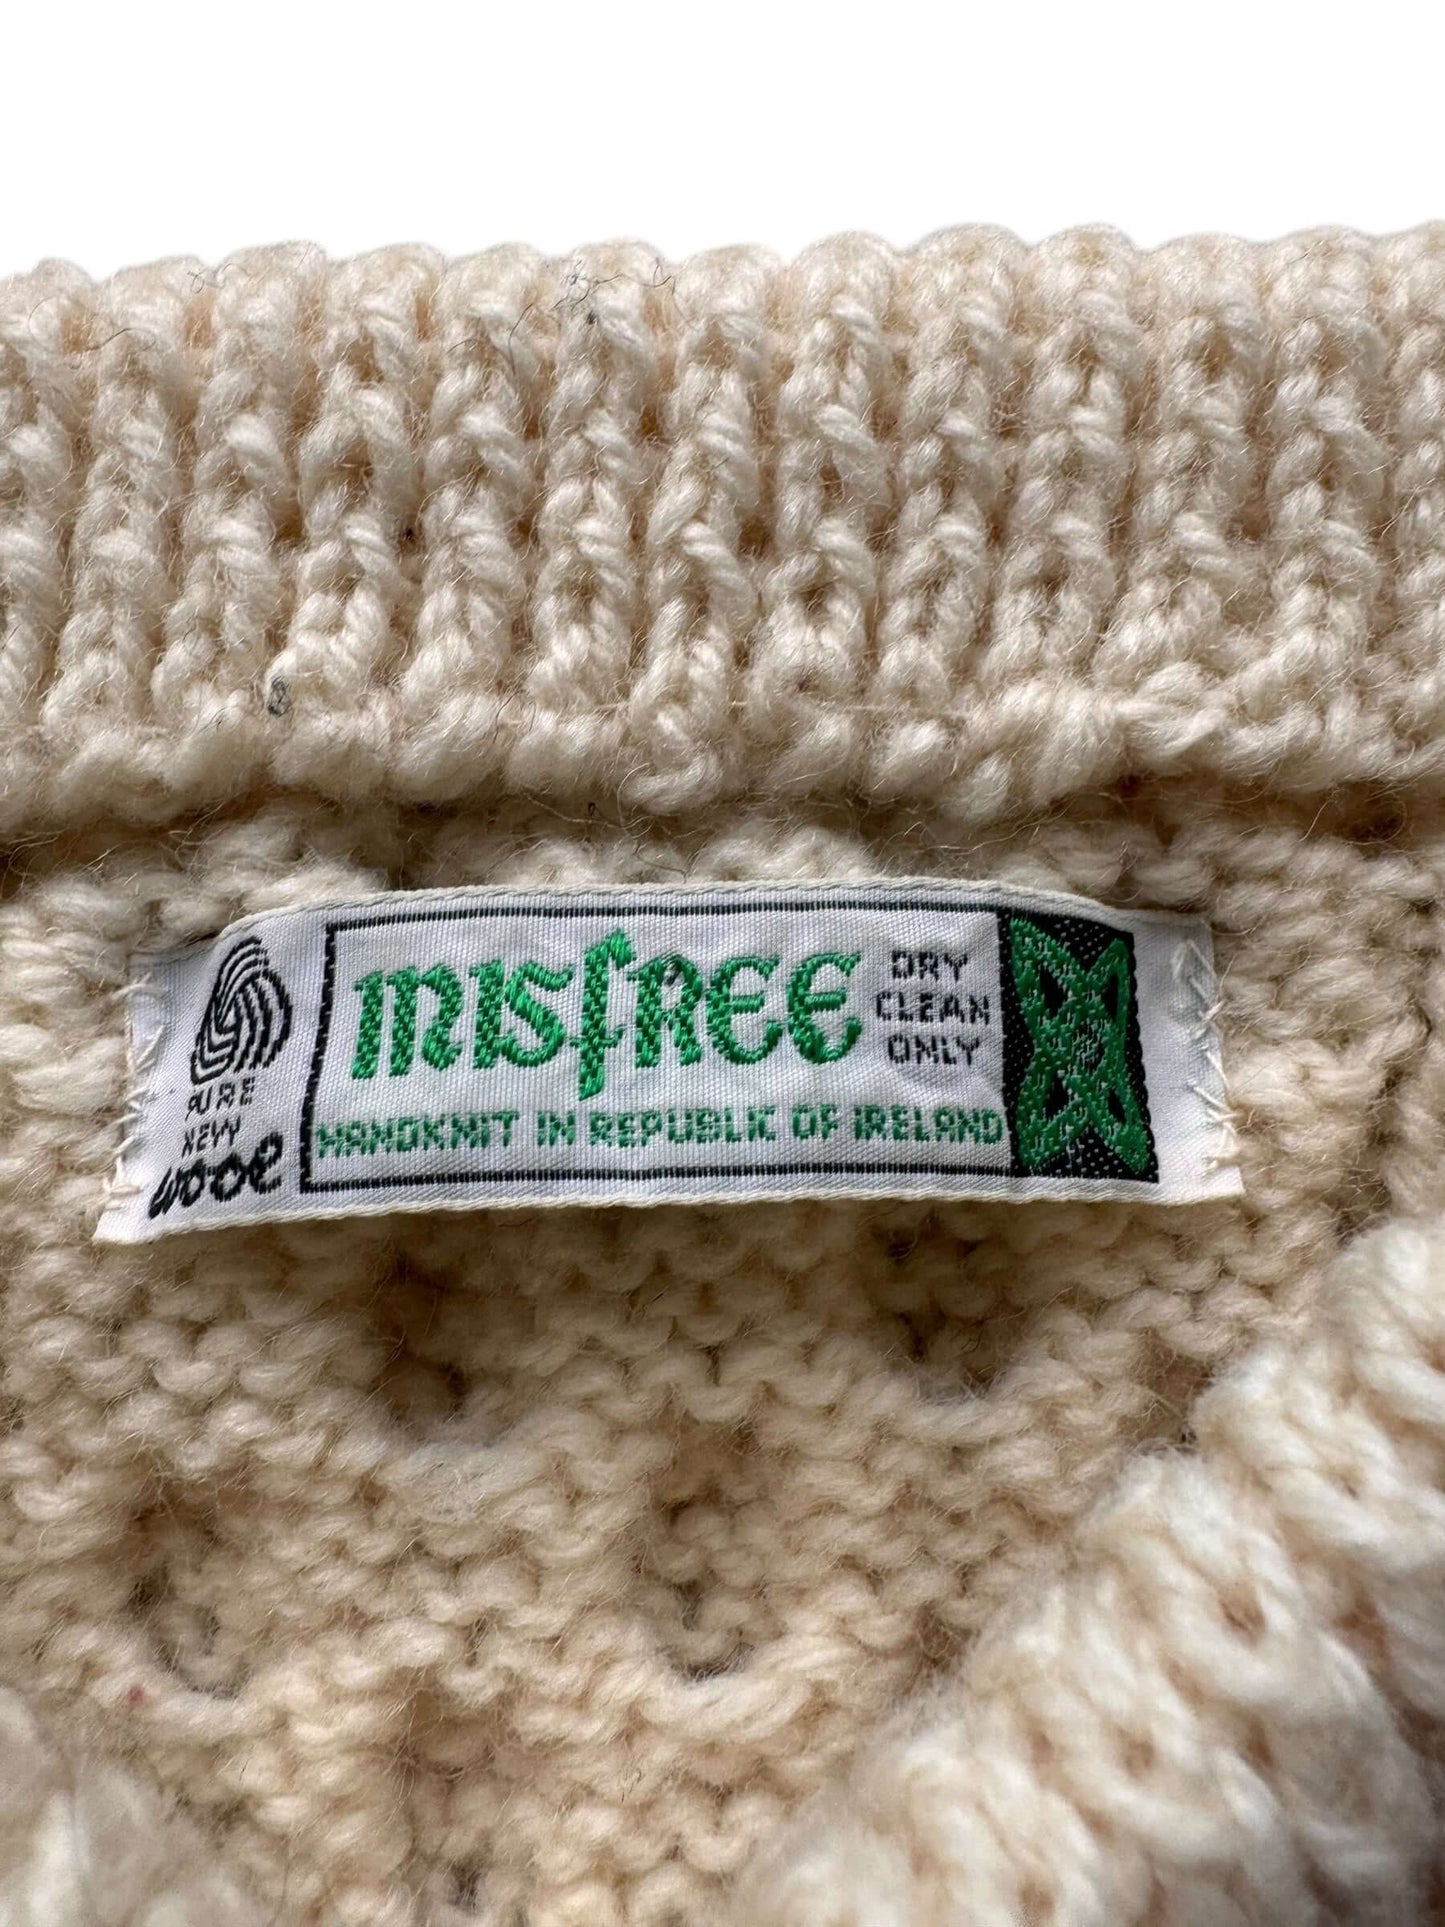 PURE
NEW
WOOL
INISFREE
DRY
CLEAN
ONLY
HANDKNIT IN REPUBLIC OF IRELAND